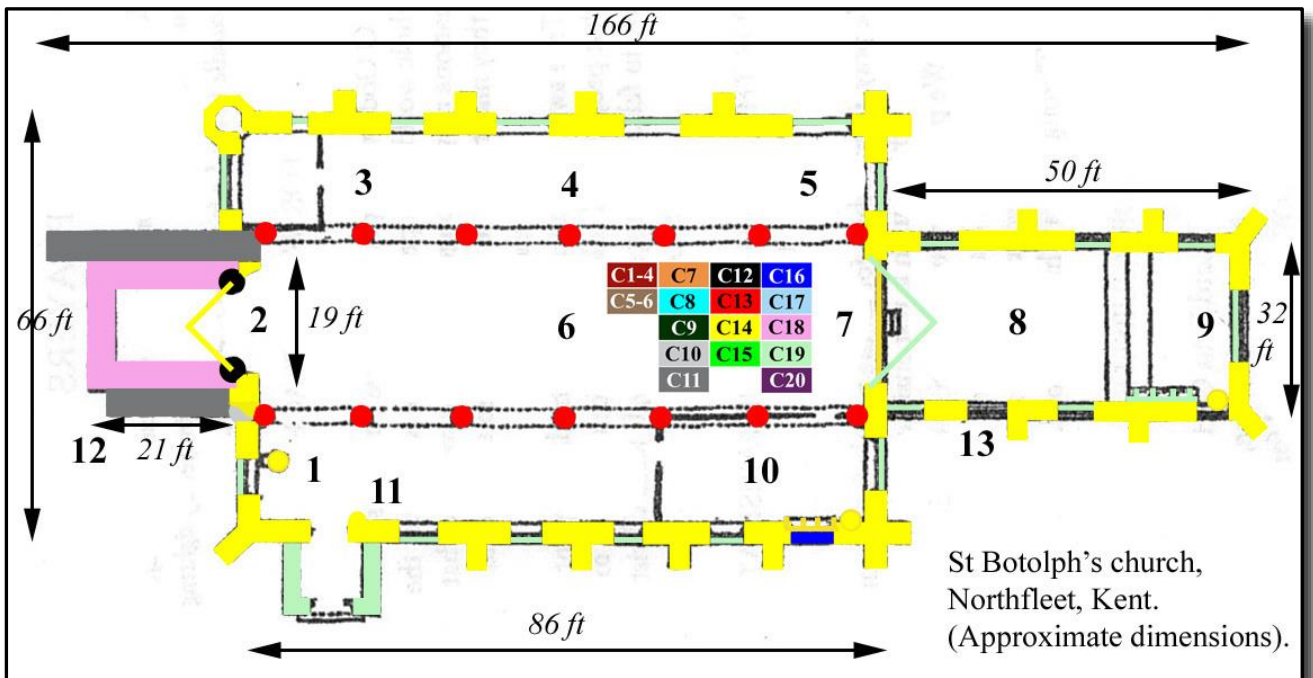 166 ft
3
4
5
50 ft
66 ft
2
19 ft
6
C1-4 C7 C12 C16
C5-6 C8 C13 C17
C9 C14 C18
C10 C15 C19
C11 C20
7
8
9
32 ft
12
21 ft
1
11
10
13
86 ft
St Botolph's church,
Northfleet, Kent.
(Approximate dimensions).